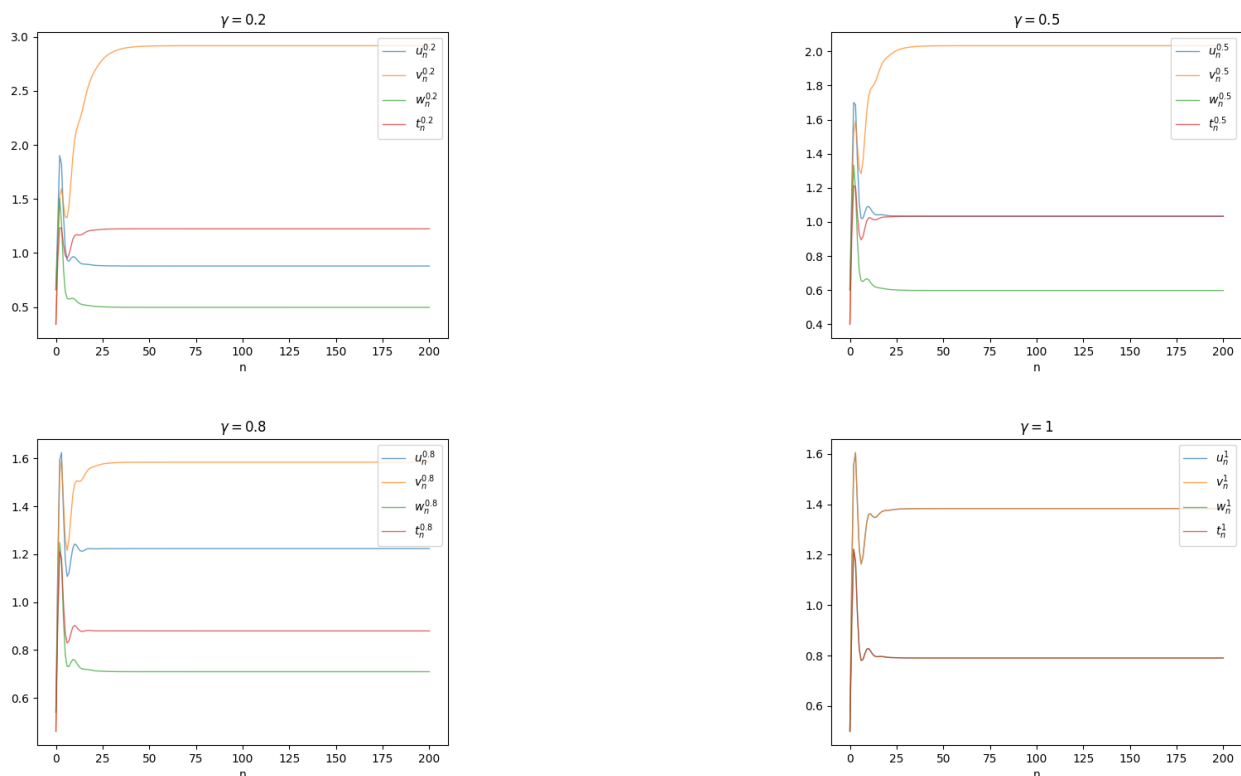 γ = 0.2
3.0
2.5
2.0
1.5
1.0
0.5
u_n^{0.2}
v_n^{0.2}
w_n^{0.2}
t_n^{0.2}
0 25 50 75 100 125 150 175 200
n
γ = 0.5
2.0
1.8
1.6
1.4
1.2
1.0
0.8
0.6
0.4
u_n^{0.5}
v_n^{0.5}
w_n^{0.5}
t_n^{0.5}
0 25 50 75 100 125 150 175 200
n
γ = 0.8
1.6
1.4
1.2
1.0
0.8
0.6
u_n^{0.8}
v_n^{0.8}
w_n^{0.8}
t_n^{0.8}
0 25 50 75 100 125 150 175 200
n
γ = 1
1.6
1.4
1.2
1.0
0.8
0.6
u_n^1
v_n^1
w_n^1
t_n^1
0 25 50 75 100 125 150 175 200
n